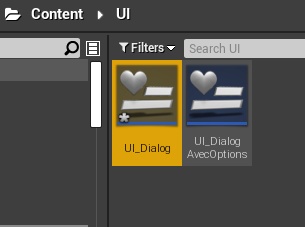 Content UI
Filters Search UI
UI_Dialog
UI_Dialog
AvecOptions